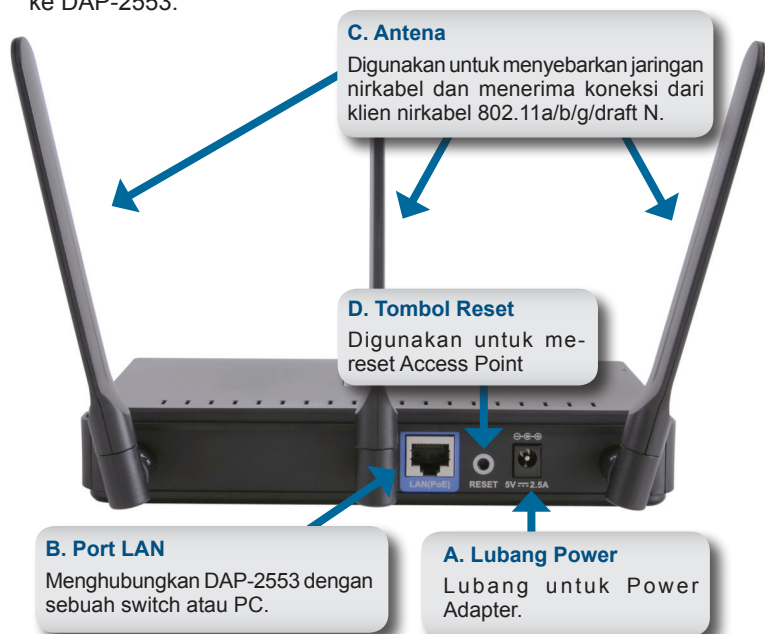 ke DAP-2553.
C. Antena
Digunakan untuk menyebarkan jaringan
nirkabel dan menerima koneksi dari
klien nirkabel 802.11a/b/g/draft N.
D. Tombol Reset
Digunakan untuk me-
reset Access Point
LAN(PoE)
RESET
5V⎓2.5A
B. Port LAN
Menghubungkan DAP-2553 dengan
sebuah switch atau PC.
A. Lubang Power
Lubang untuk Power
Adapter.